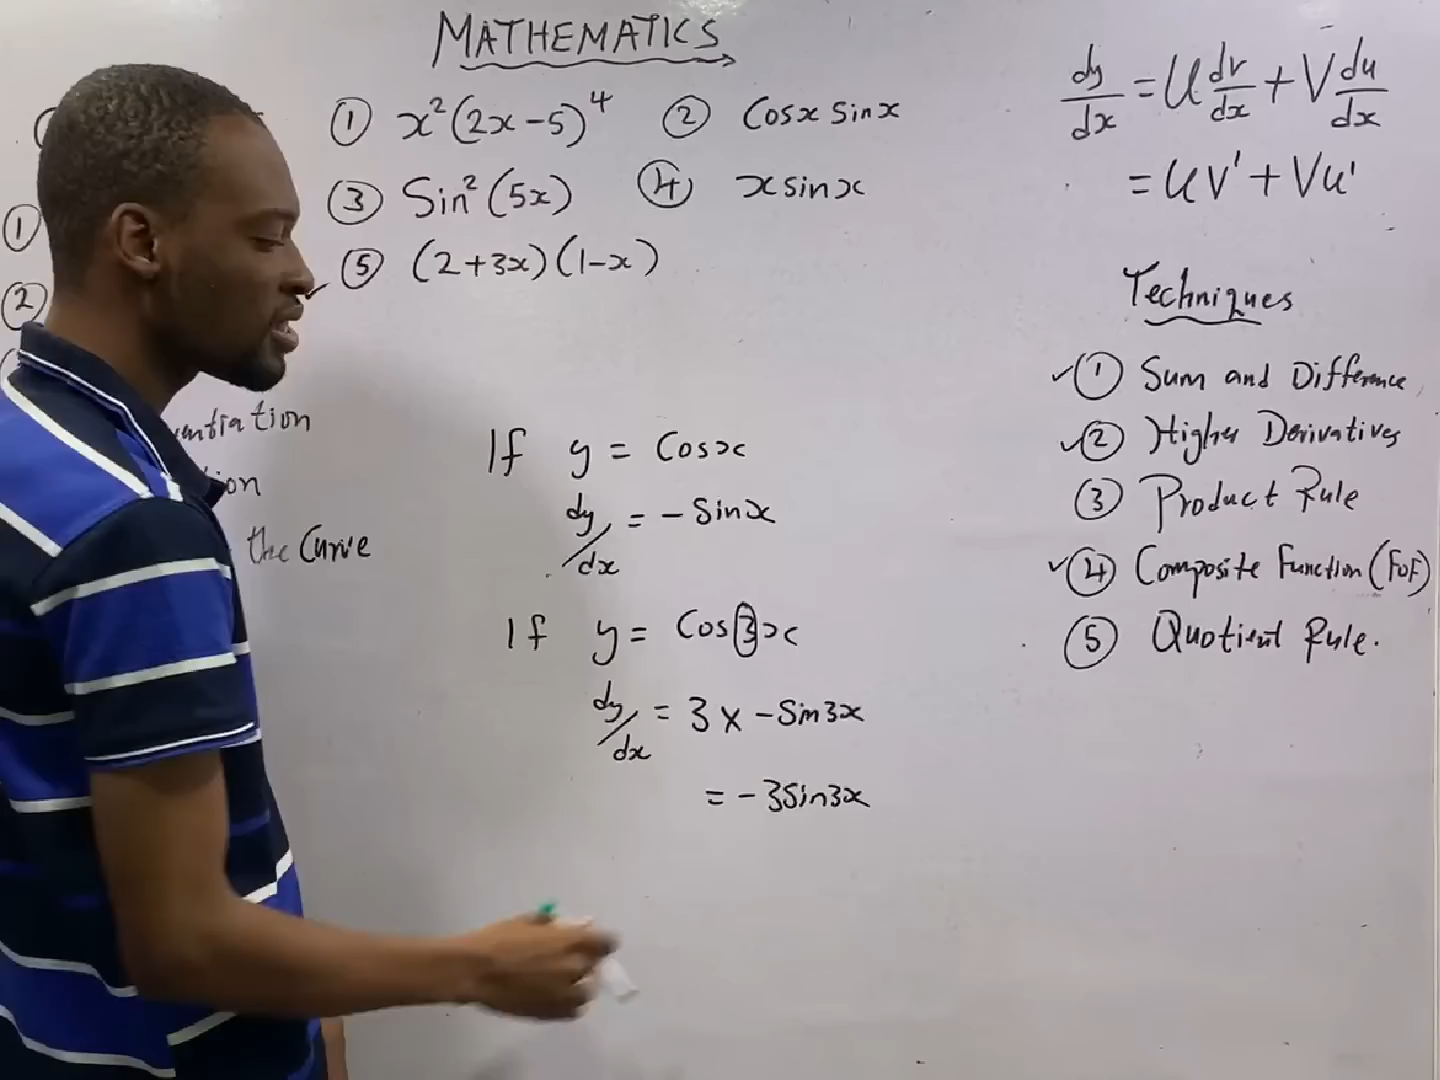 MATHEMATICS
① x²(2x-5)⁴ ② Cosx sinx
③ Sin²(5x) ④ xsinx
⑤ (2+3x)(1-x)
①
②
the Curve
If y = Cosx
dy/dx = - Sinx
If y = Cos3x
dy/dx = 3 x -Sin3x
= - 3Sin3x
dy/dx = U dv/dx + V du/dx
= UV' + Vu'
Techniques
① Sum and Difference
② Higher Derivatives
③ Product Rule
④ Composite Function (FOF)
⑤ Quotient Rule.